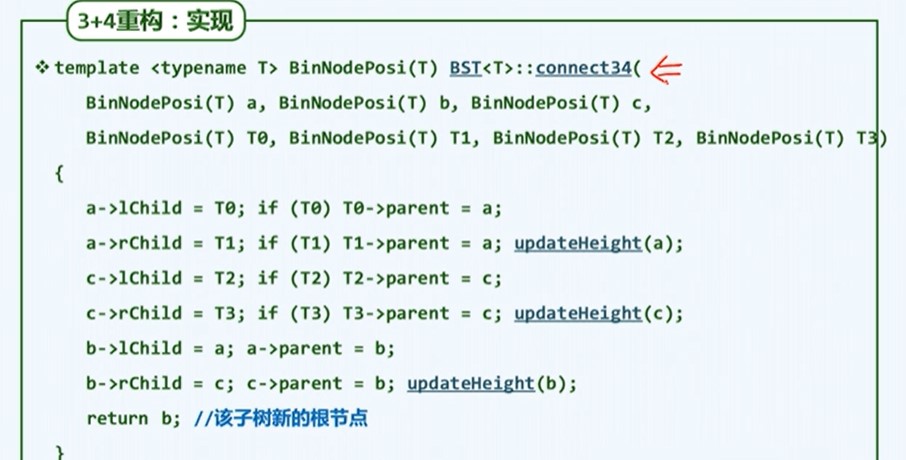 3+4重构：实现
❖template <typename T> BinNodePosi(T) BST<T>::connect34(
BinNodePosi(T) a, BinNodePosi(T) b, BinNodePosi(T) c,
BinNodePosi(T) T0, BinNodePosi(T) T1, BinNodePosi(T) T2, BinNodePosi(T) T3)
{
a->lChild = T0; if (T0) T0->parent = a;
a->rChild = T1; if (T1) T1->parent = a; updateHeight(a);
c->lChild = T2; if (T2) T2->parent = c;
c->rChild = T3; if (T3) T3->parent = c; updateHeight(c);
b->lChild = a; a->parent = b;
b->rChild = c; c->parent = b; updateHeight(b);
return b; //该子树新的根节点
}